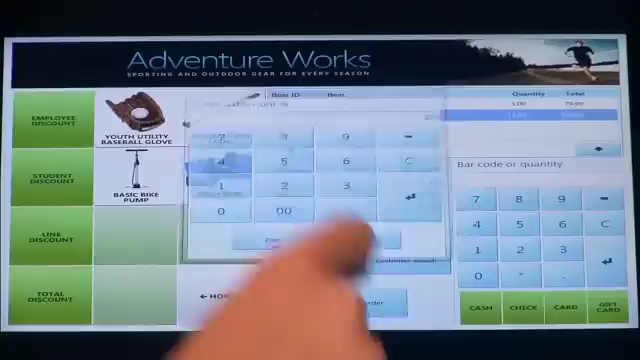 Adventure Works
SPORTING AND OUTDOOR GEAR FOR EVERY SEASON
Item ID
Item
Quantity
Total
1.00
79.99
EMPLOYEE
DISCOUNT
YOUTH UTILITY
BASEBALL GLOVE
STUDENT
DISCOUNT
BASIC BIKE
PUMP
LINE
DISCOUNT
TOTAL
DISCOUNT
7
9
-
4
5
6
C
1
2
3
0
00
Bar code or quantity
7
8
9
-
4
5
6
C
1
2
3
0
*
.
Customer search
order
CASH
CHECK
CARD
GIFT
CARD